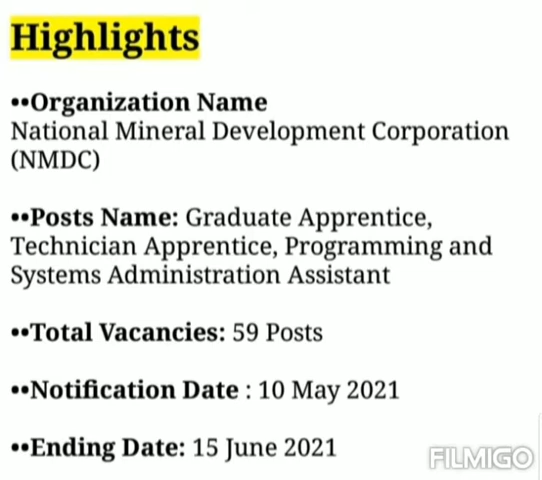 Highlights
••Organization Name
National Mineral Development Corporation
(NMDC)
••Posts Name: Graduate Apprentice,
Technician Apprentice, Programming and
Systems Administration Assistant
••Total Vacancies: 59 Posts
••Notification Date : 10 May 2021
••Ending Date: 15 June 2021
FILMIGO